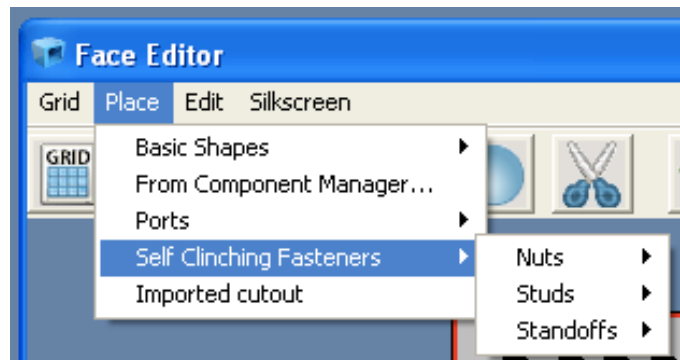 Face Editor
Grid Place Edit Silkscreen
GRID
Basic Shapes
From Component Manager...
Ports
Self Clinching Fasteners
Imported cutout
Nuts
Studs
Standoffs